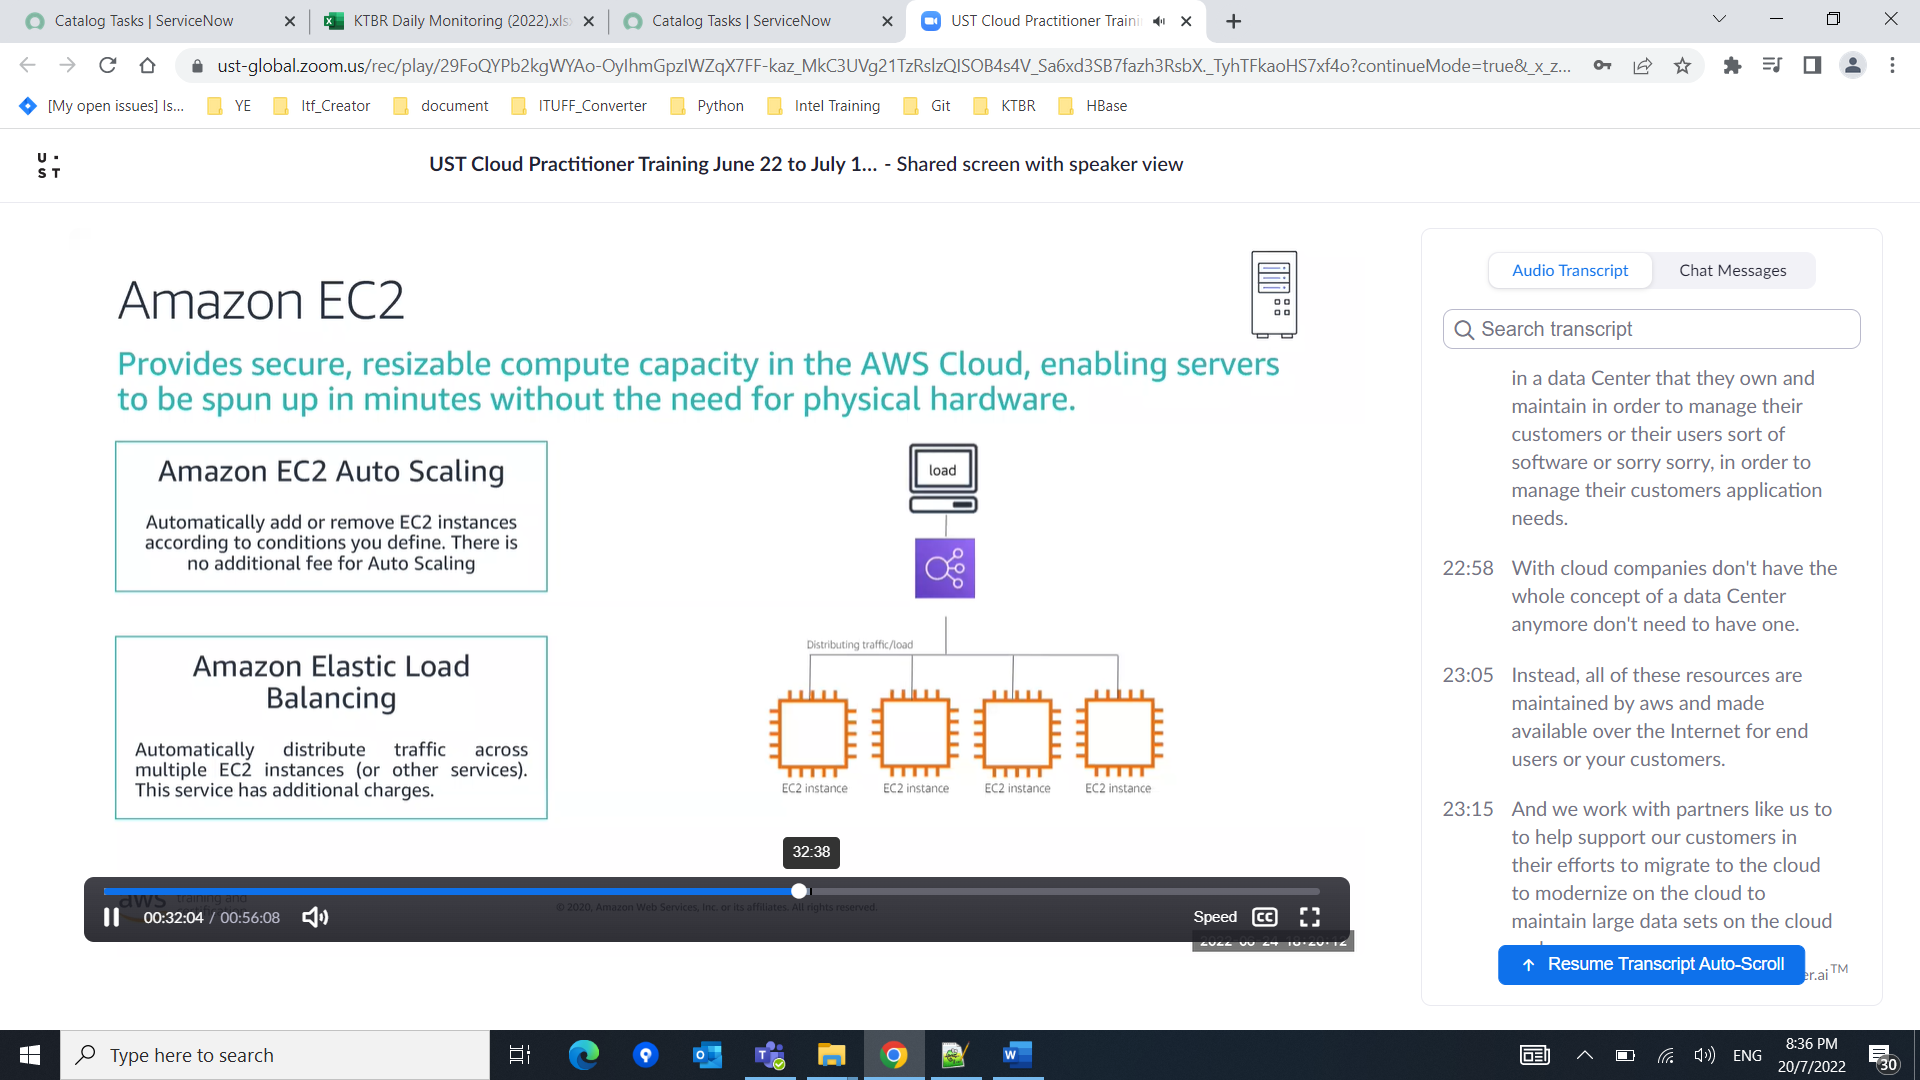 Catalog Tasks | ServiceNow
KTBR Daily Monitoring (2022).xls
Catalog Tasks | ServiceNow
UST Cloud Practitioner Traini
ust-global.zoom.us/rec/play/29FoQYPb2kgWYAo-OyIhmGpzIWZqX7FF-kaz_MkC3UVg21TzRslzQISOB4s4V_Sa6xd3SB7fazh3RsbX._TyhTFkaoHS7xf4o?continueMode=true&_x_z...
[My open issues] Is...
YE
Itf_Creator
document
ITUFF_Converter
Python
Intel Training
Git
KTBR
HBase
U·
ST
UST Cloud Practitioner Training June 22 to July 1... - Shared screen with speaker view
Amazon EC2
Provides secure, resizable compute capacity in the AWS Cloud, enabling servers
to be spun up in minutes without the need for physical hardware.
Amazon EC2 Auto Scaling
Automatically add or remove EC2 instances
according to conditions you define. There is
no additional fee for Auto Scaling
Amazon Elastic Load
Balancing
Automatically distribute traffic across
multiple EC2 instances (or other services).
This service has additional charges.
load
Distributing traffic/load
EC2 instance
EC2 instance
EC2 instance
EC2 instance
32:38
aws training and
© 2020, Amazon Web Services, Inc. or its affiliates. All rights reserved.
00:32:04 / 00:56:08
Speed
CC
Audio Transcript
Chat Messages
Search transcript
in a data Center that they own and
maintain in order to manage their
customers or their users sort of
software or sorry sorry, in order to
manage their customers application
needs.
22:58 With cloud companies don't have the
whole concept of a data Center
anymore don't need to have one.
23:05 Instead, all of these resources are
maintained by aws and made
available over the Internet for end
users or your customers.
23:15 And we work with partners like us to
to help support our customers in
their efforts to migrate to the cloud
to modernize on the cloud to
maintain large data sets on the cloud
Resume Transcript Auto-Scroll
er.ai™
Type here to search
ENG
8:36 PM
20/7/2022
30